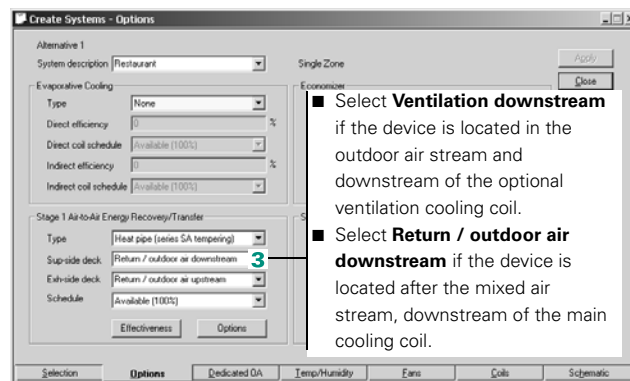 Create Systems - Options
Alternative 1
System description Restaurant
Single Zone
Apply
Close
Evaporative Cooling
Economizer
Type None
Direct efficiency 0 %
Direct coil schedule Available (100%)
Indirect efficiency 0 %
Indirect coil schedule Available (100%)
■ Select Ventilation downstream
if the device is located in the
outdoor air stream and
downstream of the optional
ventilation cooling coil.
■ Select Return / outdoor air
downstream if the device is
located after the mixed air
stream, downstream of the main
cooling coil.
Stage 1 Air-to-Air Energy Recovery/Transfer
Type Heat pipe (series SA tempering)
Sup-side deck Return / outdoor air downstream 3
Exh-side deck Return / outdoor air upstream
Schedule Available (100%)
Effectiveness Options
Selection Options Dedicated OA Temp/Humidity Fans Coils Schematic